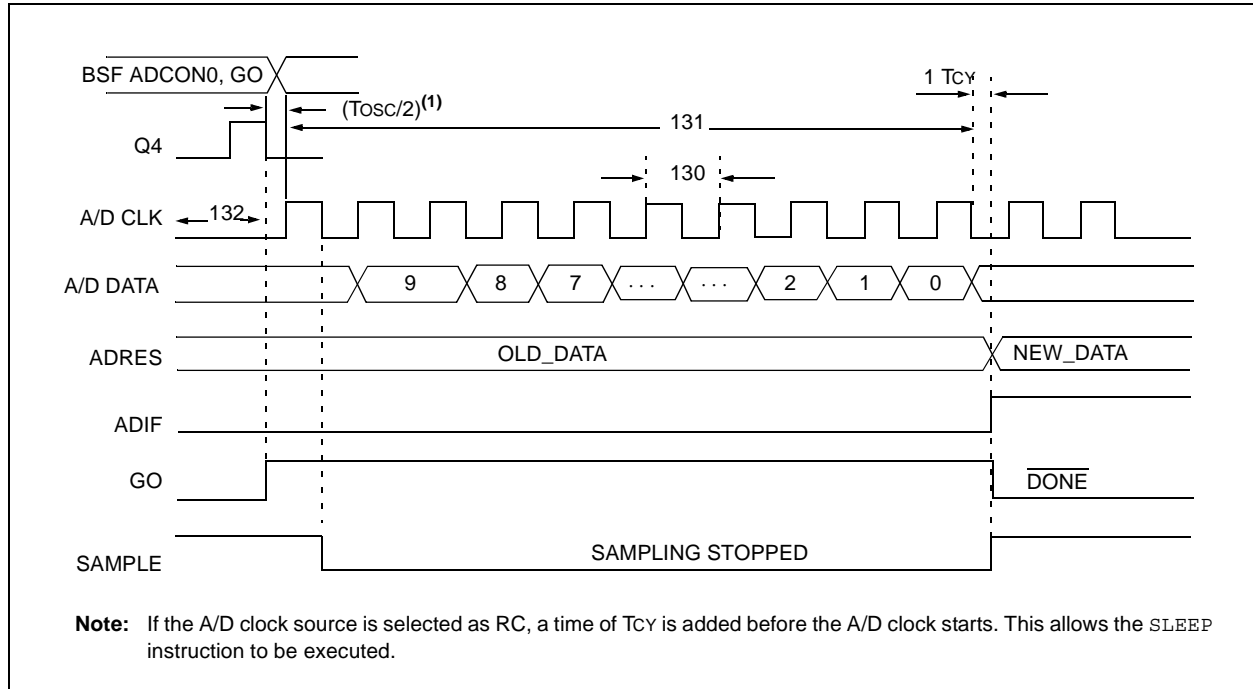 BSF ADCON0, GO
1 TCY
(TOSC/2)(1)
131
Q4
130
A/D CLK
132
A/D DATA
9 8 7 . . . . . . 2 1 0
ADRES
OLD_DATA
NEW_DATA
ADIF
GO
DONE
SAMPLE
SAMPLING STOPPED
Note: If the A/D clock source is selected as RC, a time of TCY is added before the A/D clock starts. This allows the SLEEP
instruction to be executed.